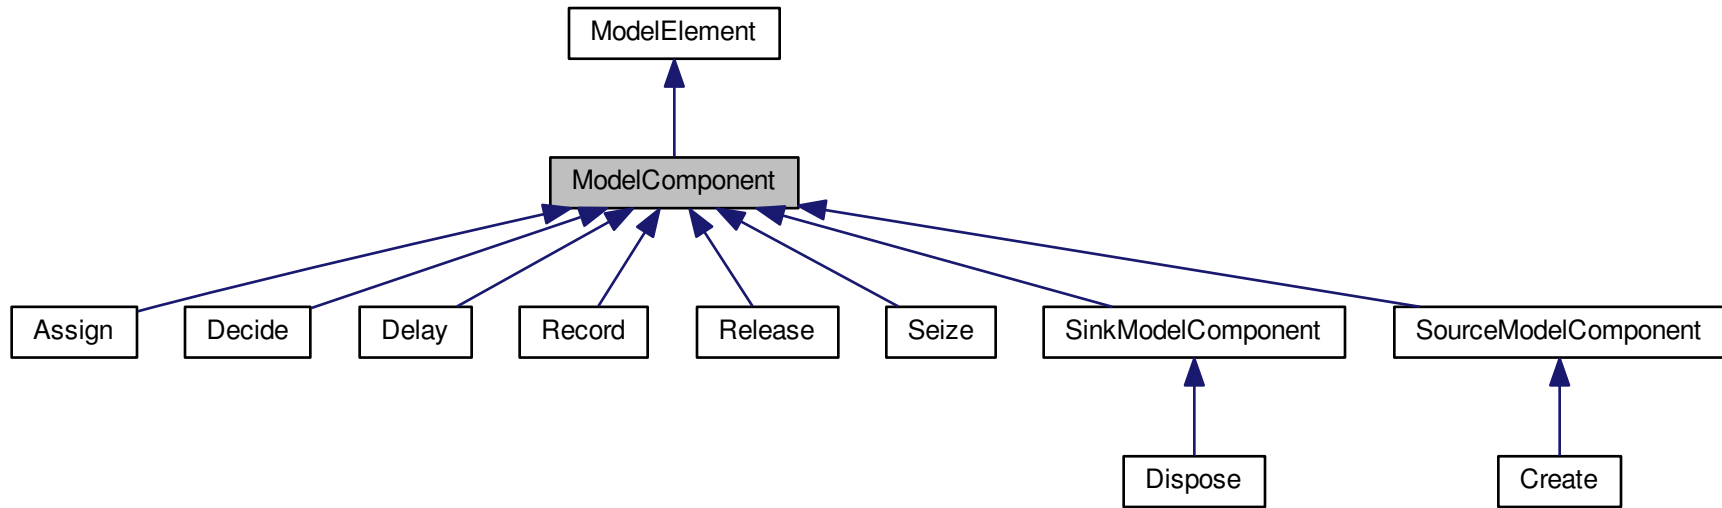 ModelElement
ModelComponent
Assign
Decide
Delay
Record
Release
Seize
SinkModelComponent
SourceModelComponent
Dispose
Create